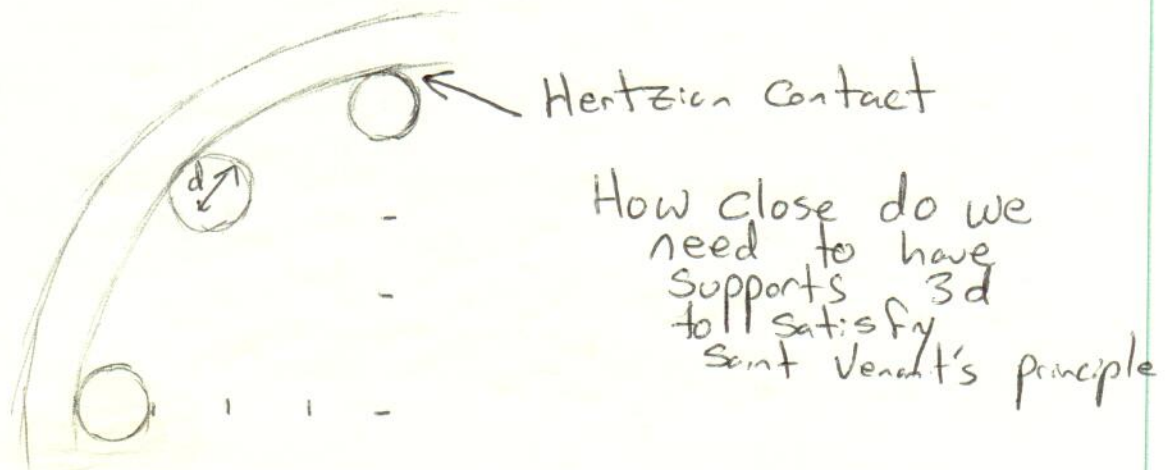 Hertzian Contact
d
How close do we
need to have
supports 3d
to satisfy
Saint Venant's principle